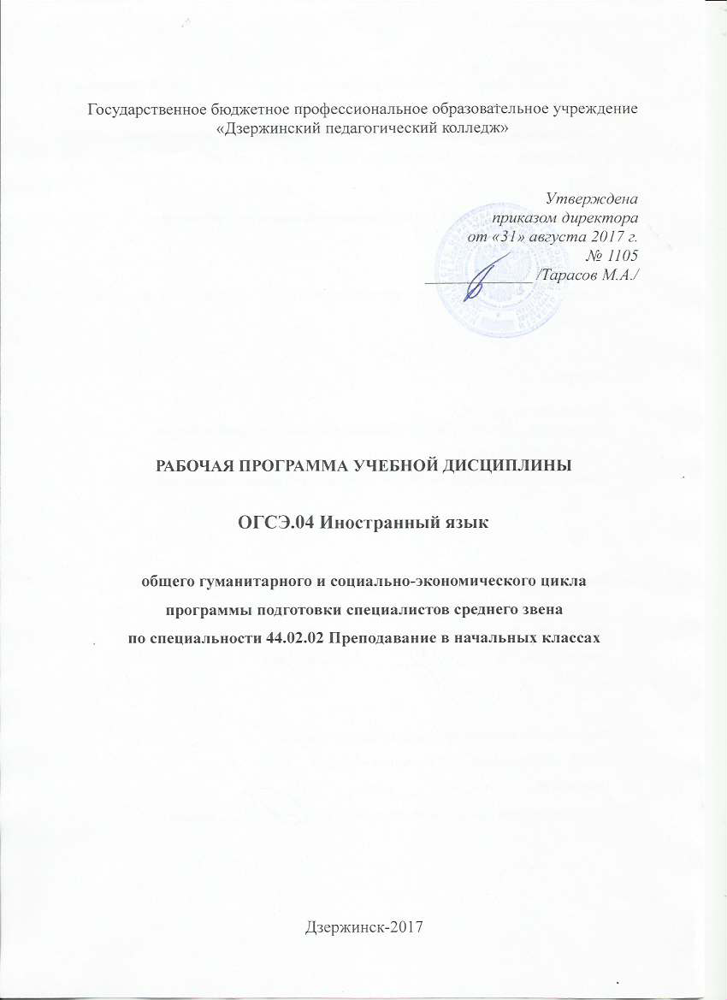 Государственное бюджетное профессиональное образовательное учреждение
«Дзержинский педагогический колледж»
Утверждена
приказом директора
от «31» августа 2017 г.
№ 1105
/Тарасов М.А./
РАБОЧАЯ ПРОГРАММА УЧЕБНОЙ ДИСЦИПЛИНЫ
ОГСЭ.04 Иностранный язык
общего гуманитарного и социально-экономического цикла
программы подготовки специалистов среднего звена
по специальности 44.02.02 Преподавание в начальных классах
Дзержинск-2017